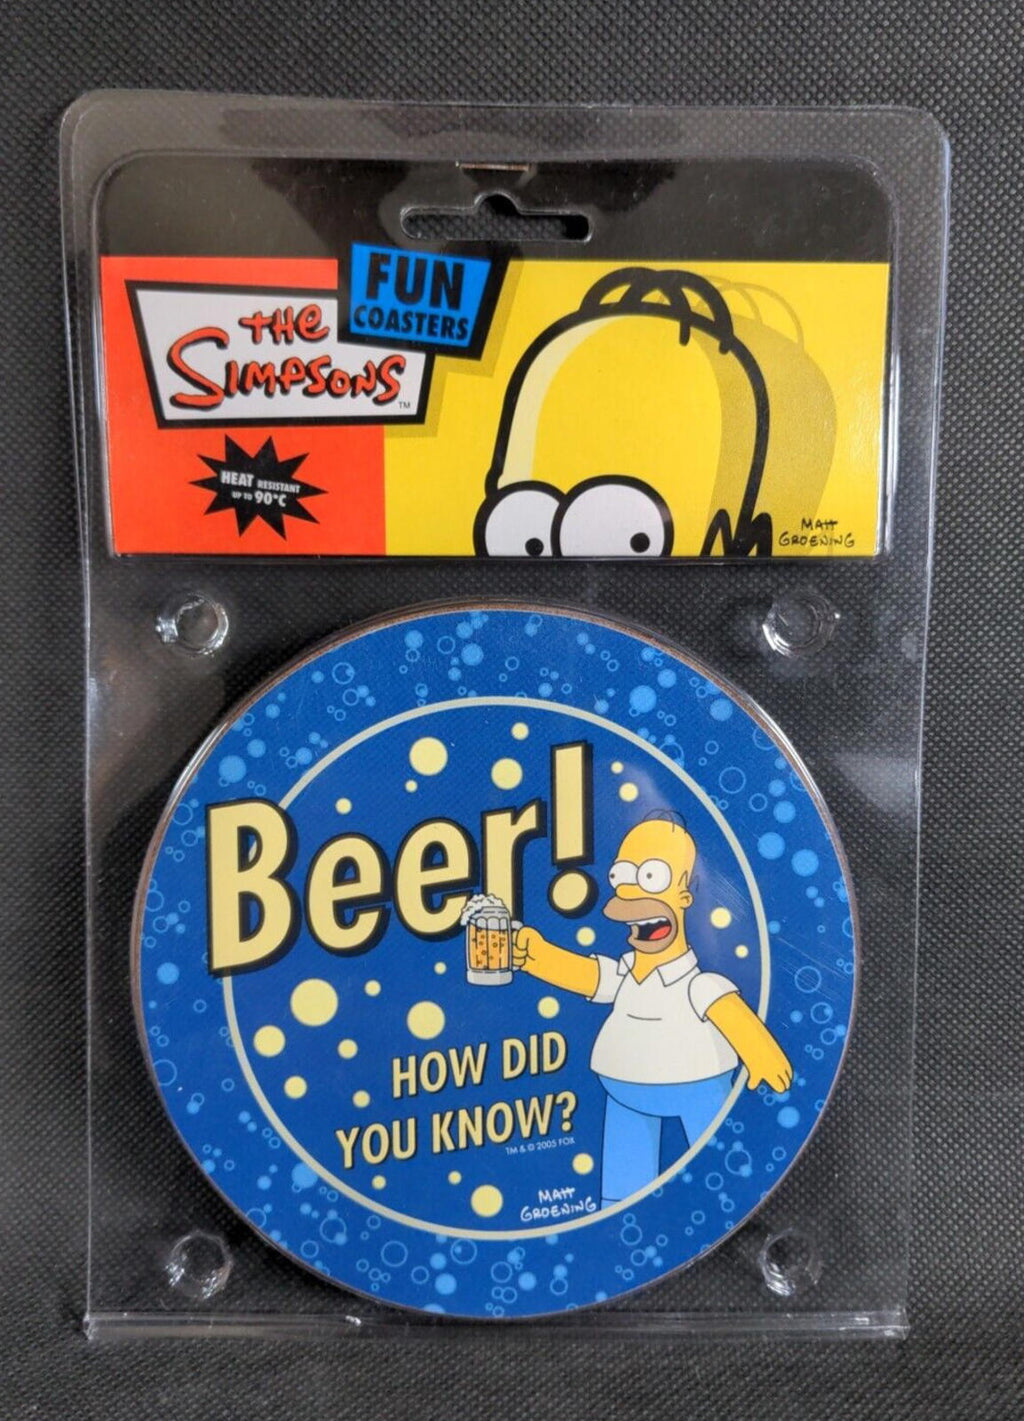 FUN
COASTERS
THE
SIMPSONS
TM
HEAT RESISTANT
UP TO 90°C
MATT
GROENING
Beer!
HOW DID
YOU KNOW?
TM & © 2005 FOX
MATT
GROENING